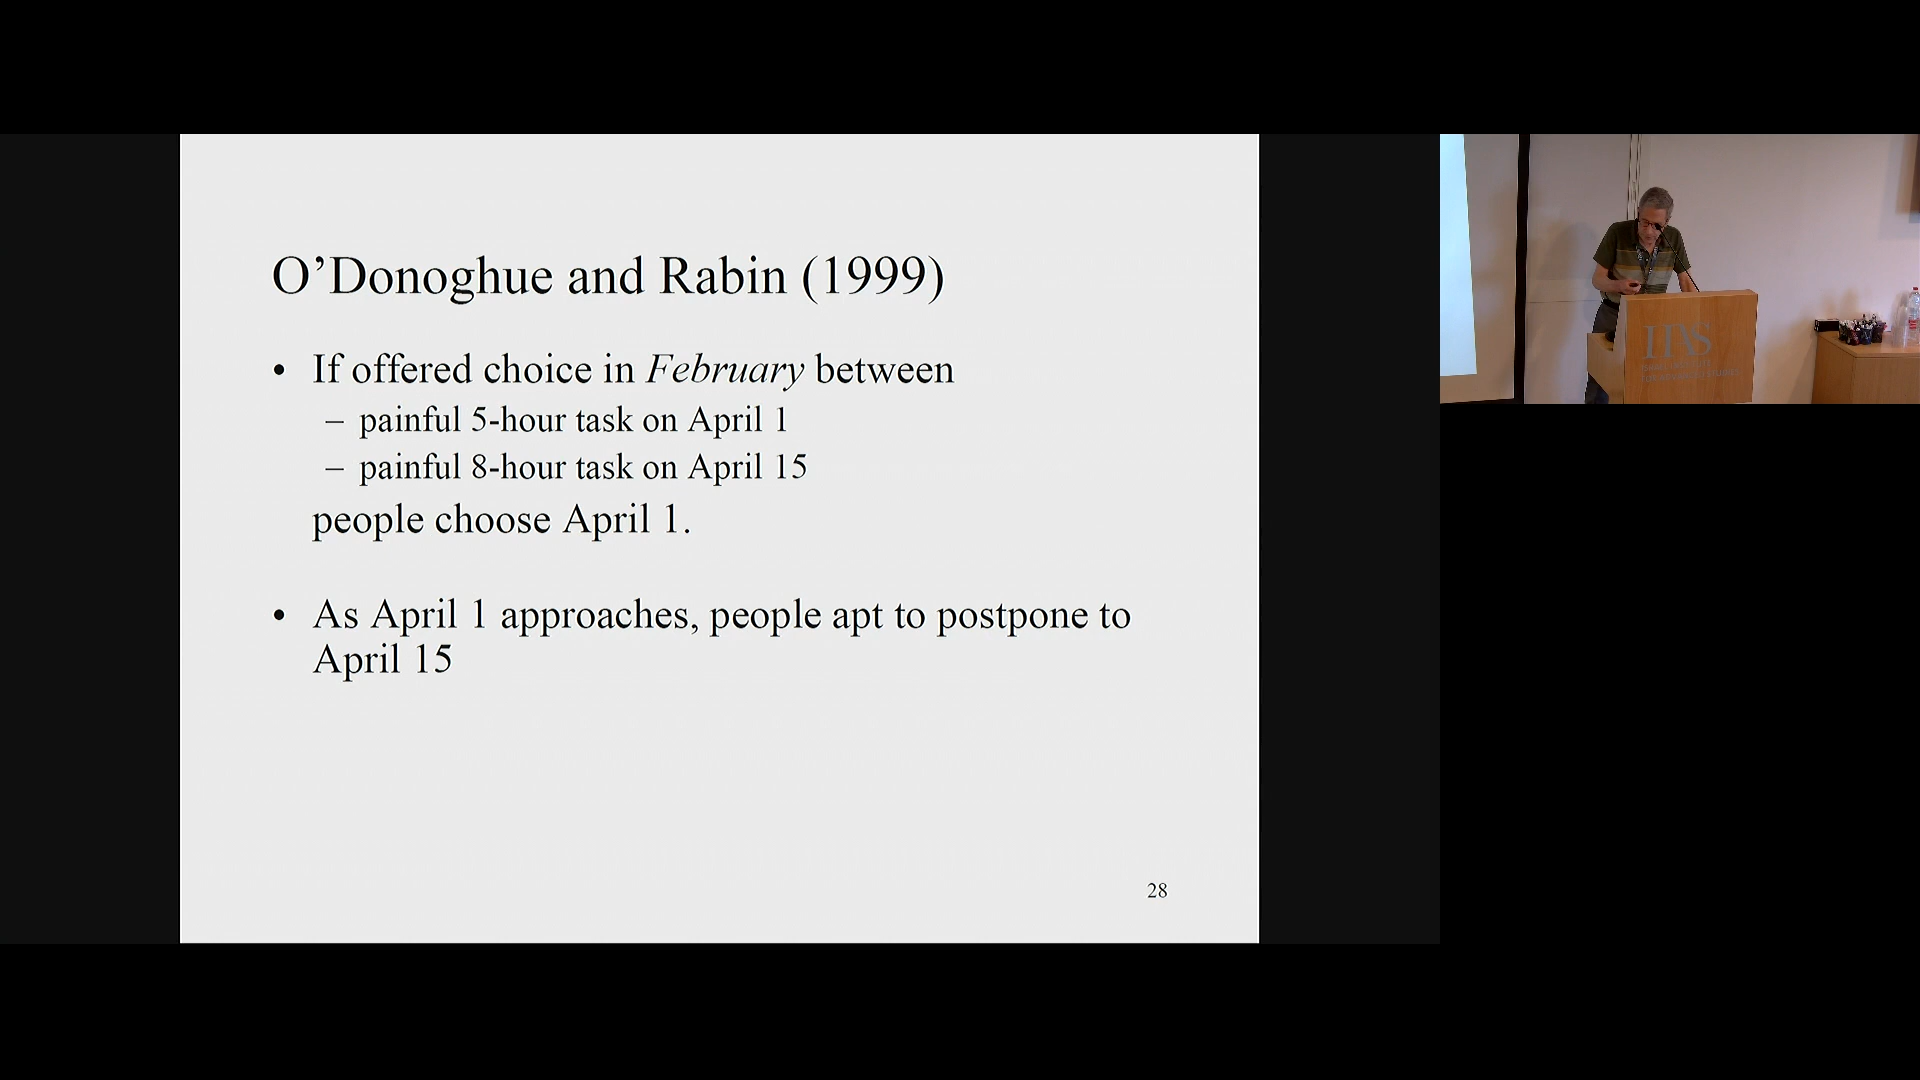 O’Donoghue and Rabin (1999)
• If offered choice in February between
– painful 5-hour task on April 1
– painful 8-hour task on April 15
people choose April 1.
• As April 1 approaches, people apt to postpone to
April 15
28